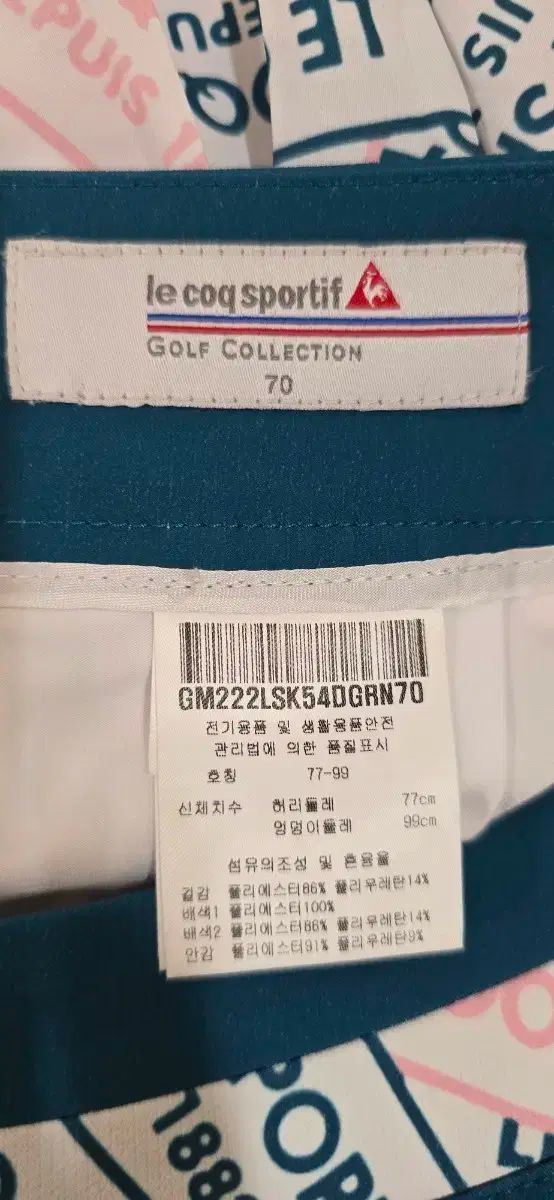 EPUIS
EPU
LE
UIS
le coq sportif
GOLF COLLECTION
70
GM222LSK54DGRN70
전기용품 및 생활용품안전
관리법에 의한 품질표시
호칭 77-99
신체치수 허리둘레 77cm
엉덩이둘레 99cm
섬유의조성 및 혼용율
겉감 폴리에스터86% 폴리우레탄14%
배색1 폴리에스터100%
배색2 폴리에스터86% 폴리우레탄14%
안감 폴리에스터91% 폴리우레탄9%
POR
188